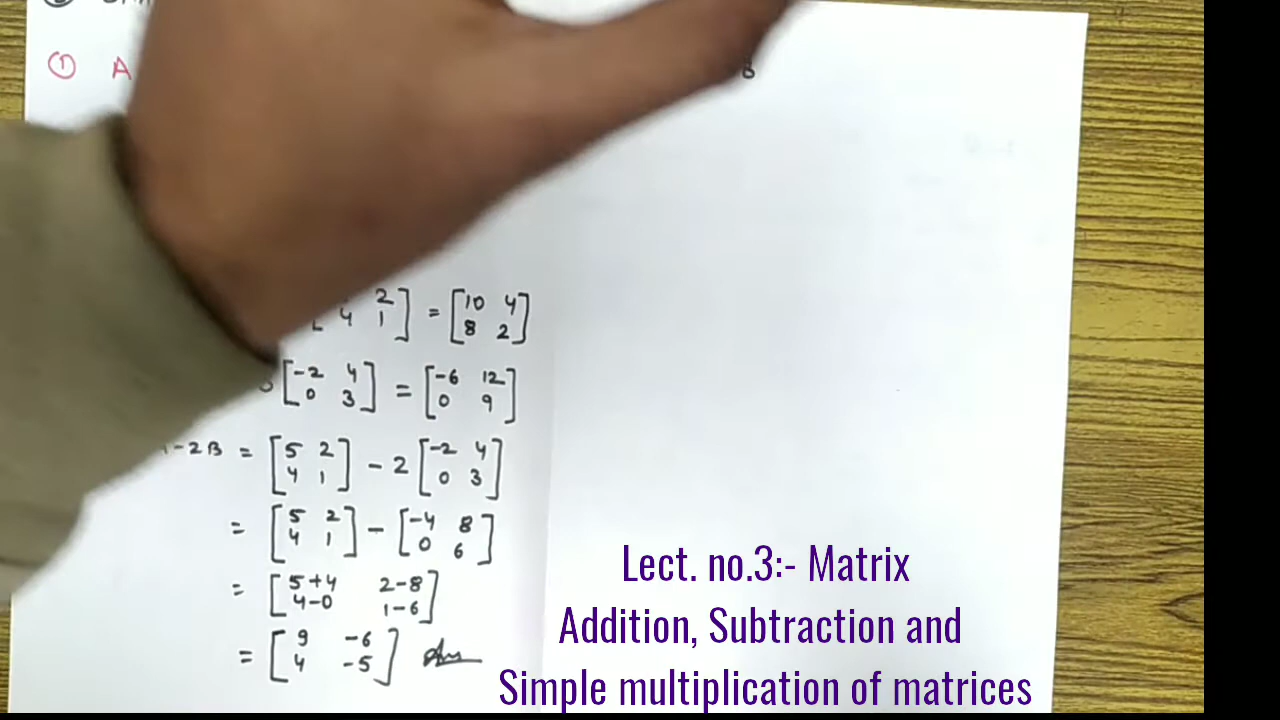 ① A
B
2 ] = [ 10 4
4 1 ] 8 2 ]
[ -2 4 ] = [ -6 12 ]
0 3 0 9
-2B = [ 5 2 ] - 2 [ -2 4 ]
4 1 0 3
= [ 5 2 ] - [ -4 8 ]
4 1 0 6
= [ 5+4 2-8 ]
4-0 1-6
= [ 9 -6 ] Ans
4 -5
Lect. no.3:- Matrix
Addition, Subtraction and
Simple multiplication of matrices